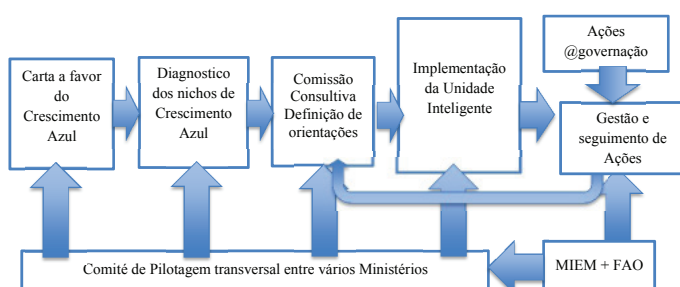 Carta a favor
do
Crescimento
Azul
Diagnostico
dos nichos de
Crescimento
Azul
Comissão
Consultiva
Definição de
orientações
Implementação
da Unidade
Inteligente
Ações
@governação
Gestão e
seguimento de
Ações
Comité de Pilotagem transversal entre vários Ministérios
MIEM + FAO